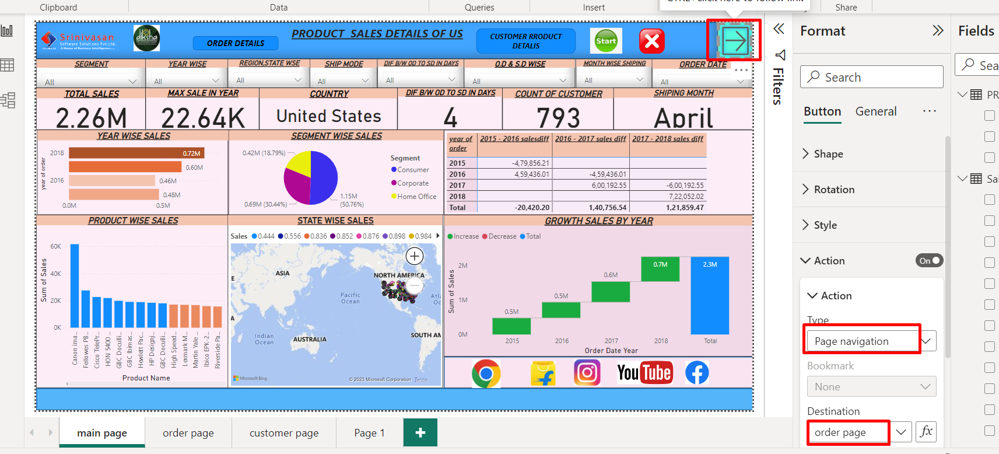 Clipboard
Data
Queries
Insert
Share
Srinivasan
Software Solutions Pvt.Ltd.
ORDER DETAILS
PRODUCT SALES DETAILS OF US
CUSTOMER RRODUCT
DETALIS
Start
SEGMENT
YEAR WISE
REGION,STATE WSE
SHIP MODE
DIF B/W OD TO SD IN DAYS
O.D & S.D WISE
MONTH WISE SHIPING
ORDER DATE
All
All
All
All
All
All
All
All
TOTAL SALES
MAX SALE IN YEAR
COUNTRY
DIF B/W OD TO SD IN DAYS
COUNT OF CUSTOMER
SHIPING MONTH
2.26M
22.64K
United States
4
793
April
YEAR WISE SALES
year of order
2018
2016
0.72M
0.60M
0.46M
0.48M
0.0M
0.5M
SEGMENT WISE SALES
0.42M (18.79%)
0.69M (30.44%)
1.15M
(50.76%)
Segment
Consumer
Corporate
Home Office
year of order 2015 - 2016 salesdiff 2016 - 2017 sales diff 2017 - 2018 sales diff
2015 -4,79,856.21
2016 4,59,436.01 -4,59,436.01
2017 6,00,192.55 -6,00,192.55
2018 7,22,052.02
Total -20,420.20 1,40,756.54 1,21,859.47
PRODUCT WISE SALES
Sum of Sales
60K
40K
20K
0K
Canon ima...
Fellowes PB...
Cisco TelePr...
HON 5400 ...
GBC DocuBi...
GBC Ibimas...
Hewlett Pac...
HP Designj...
GBC DocuBi...
High Speed...
Lexmark M...
Martin Yale ...
Ibico EPK-2...
Riverside Pa...
Product Name
STATE WISE SALES
Sales 0.444 0.556 0.836 0.852 0.876 0.898 0.984
ASIA
NORTH AMERICA
Pacific
Ocean
Indian
Ocean
AUSTRALIA
SOUTH AM
Microsoft Bing
© 2023 Microsoft Corporation Terms
GROWTH SALES BY YEAR
Increase Decrease Total
Sum of Sales
2M
1M
0M
0.5M
0.5M
0.6M
0.7M
2.3M
2015 2016 2017 2018 Total
Order Date Year
YouTube
main page
order page
customer page
Page 1
Filters
Format
Search
Button
General
Shape
Rotation
Style
Action
On
Action
Type
Page navigation
Bookmark
None
Destination
order page
fx
Fields
Sea
PR
Sal